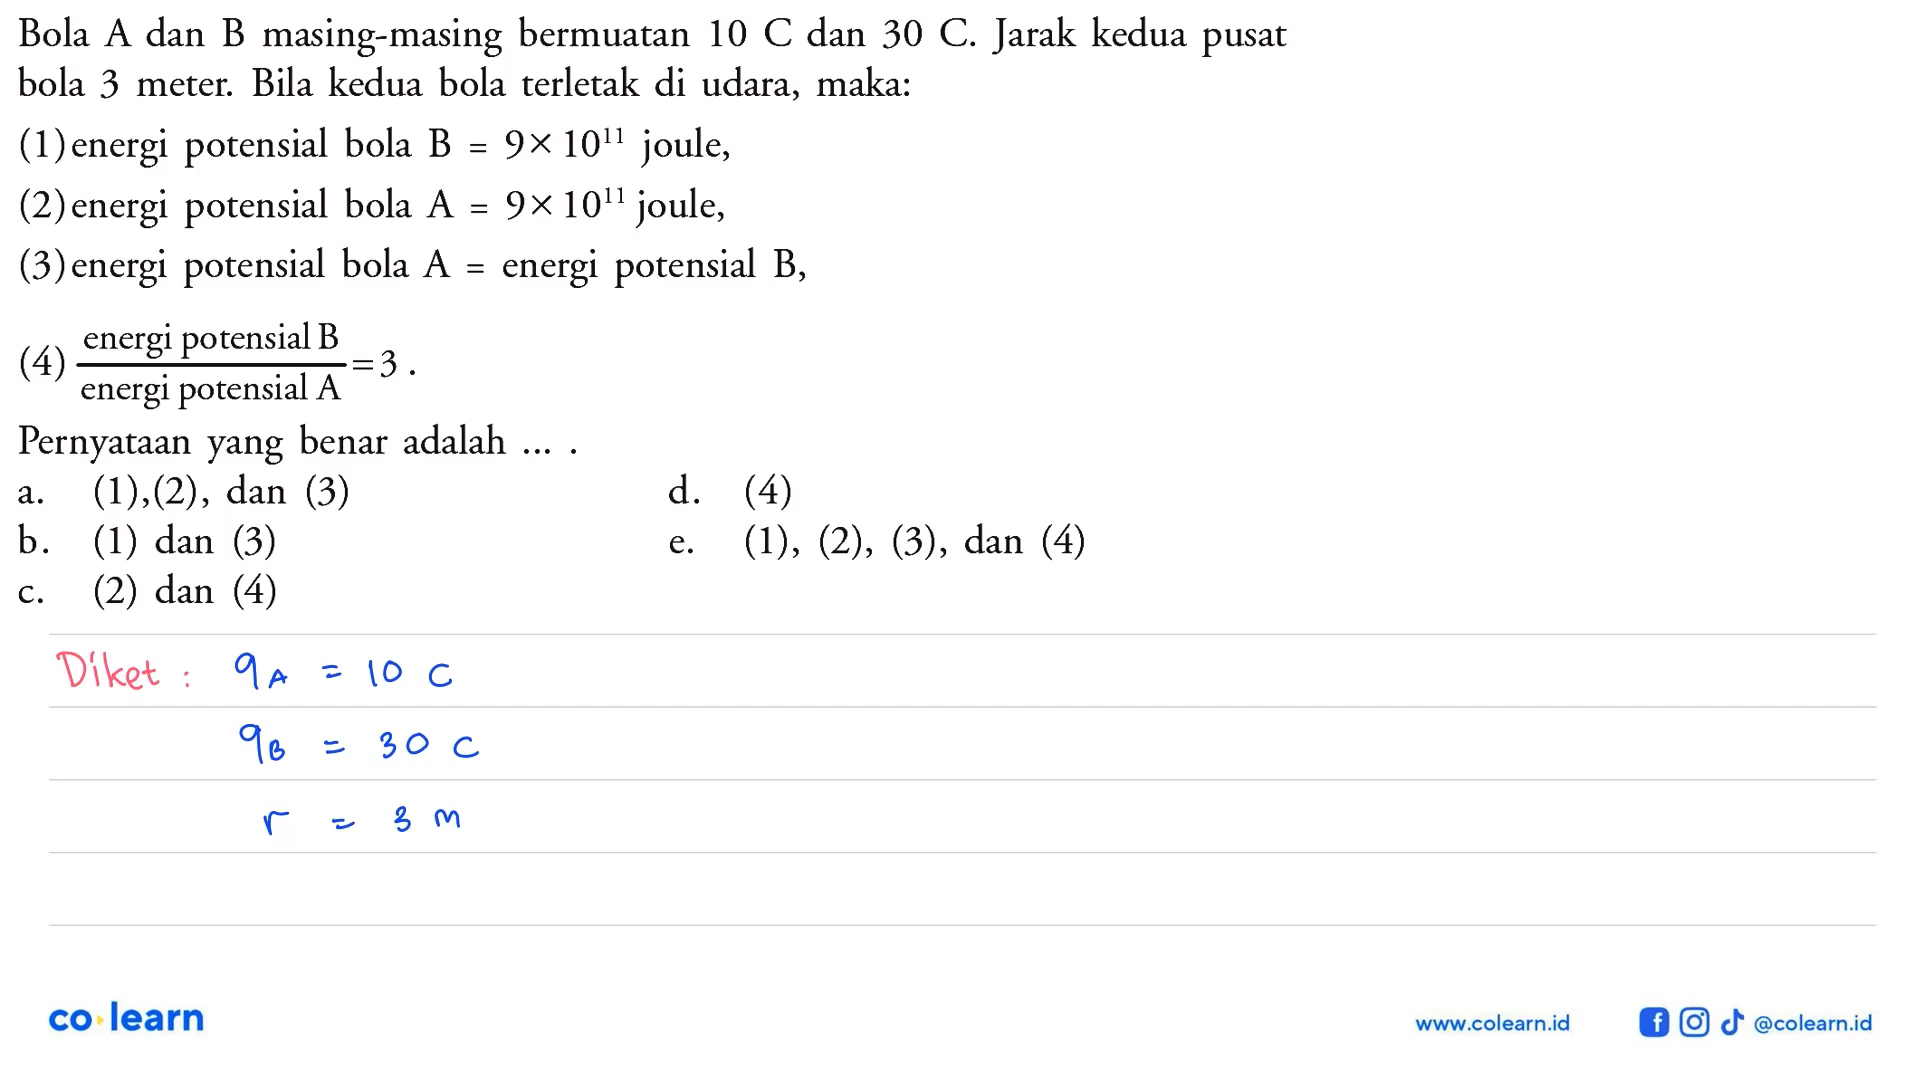 Bola A dan B masing-masing bermuatan 10 C dan 30 C. Jarak kedua pusat
bola 3 meter. Bila kedua bola terletak di udara, maka:
(1) energi potensial bola B = 9×10¹¹ joule,
(2) energi potensial bola A = 9×10¹¹ joule,
(3) energi potensial bola A = energi potensial B,
(4) energi potensial B / energi potensial A = 3.
Pernyataan yang benar adalah ... .
a. (1),(2), dan (3)
b. (1) dan (3)
c. (2) dan (4)
d. (4)
e. (1), (2), (3), dan (4)
Diket : qA = 10 C
qB = 30 C
r = 3 m
co learn
www.colearn.id
@colearn.id